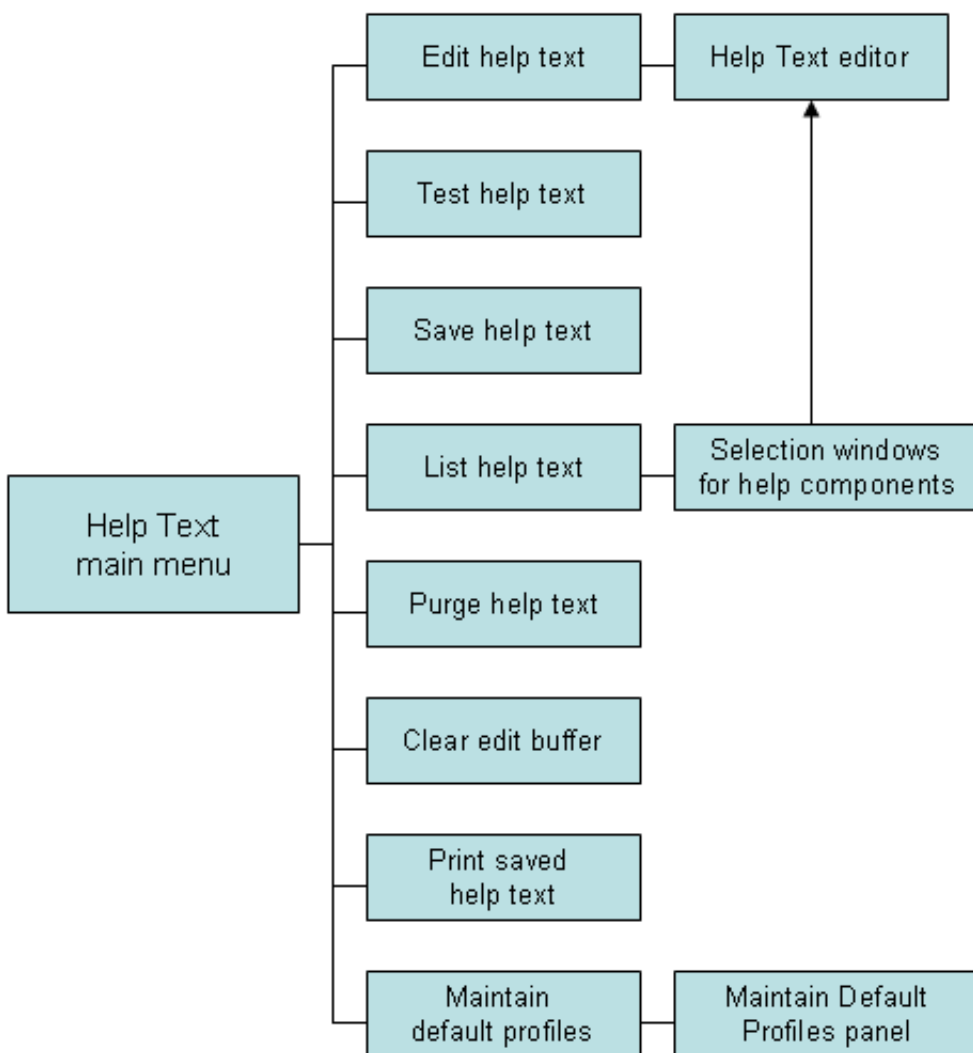 Edit help text
Help Text editor
Test help text
Save help text
List help text
Selection windows
for help components
Help Text
main menu
Purge help text
Clear edit buffer
Print saved
help text
Maintain
default profiles
Maintain Default
Profiles panel